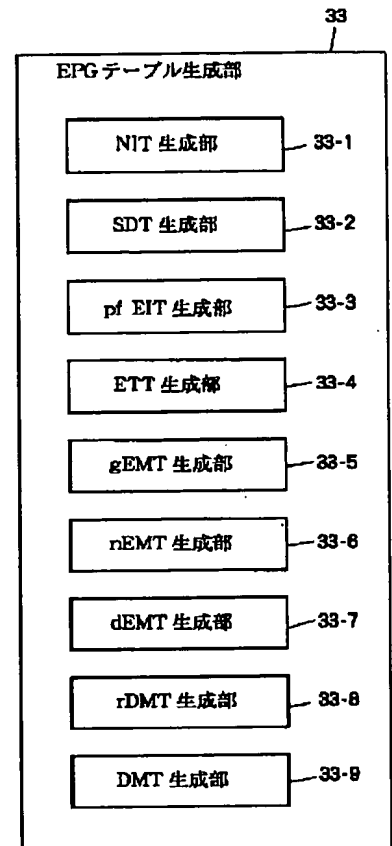 33
EPGテーブル生成部
NIT 生成部 33-1
SDT 生成部 33-2
pf EIT 生成部 33-3
ETT 生成部 33-4
gEMT 生成部 33-5
nEMT 生成部 33-6
dEMT 生成部 33-7
rDMT 生成部 33-8
DMT 生成部 33-9